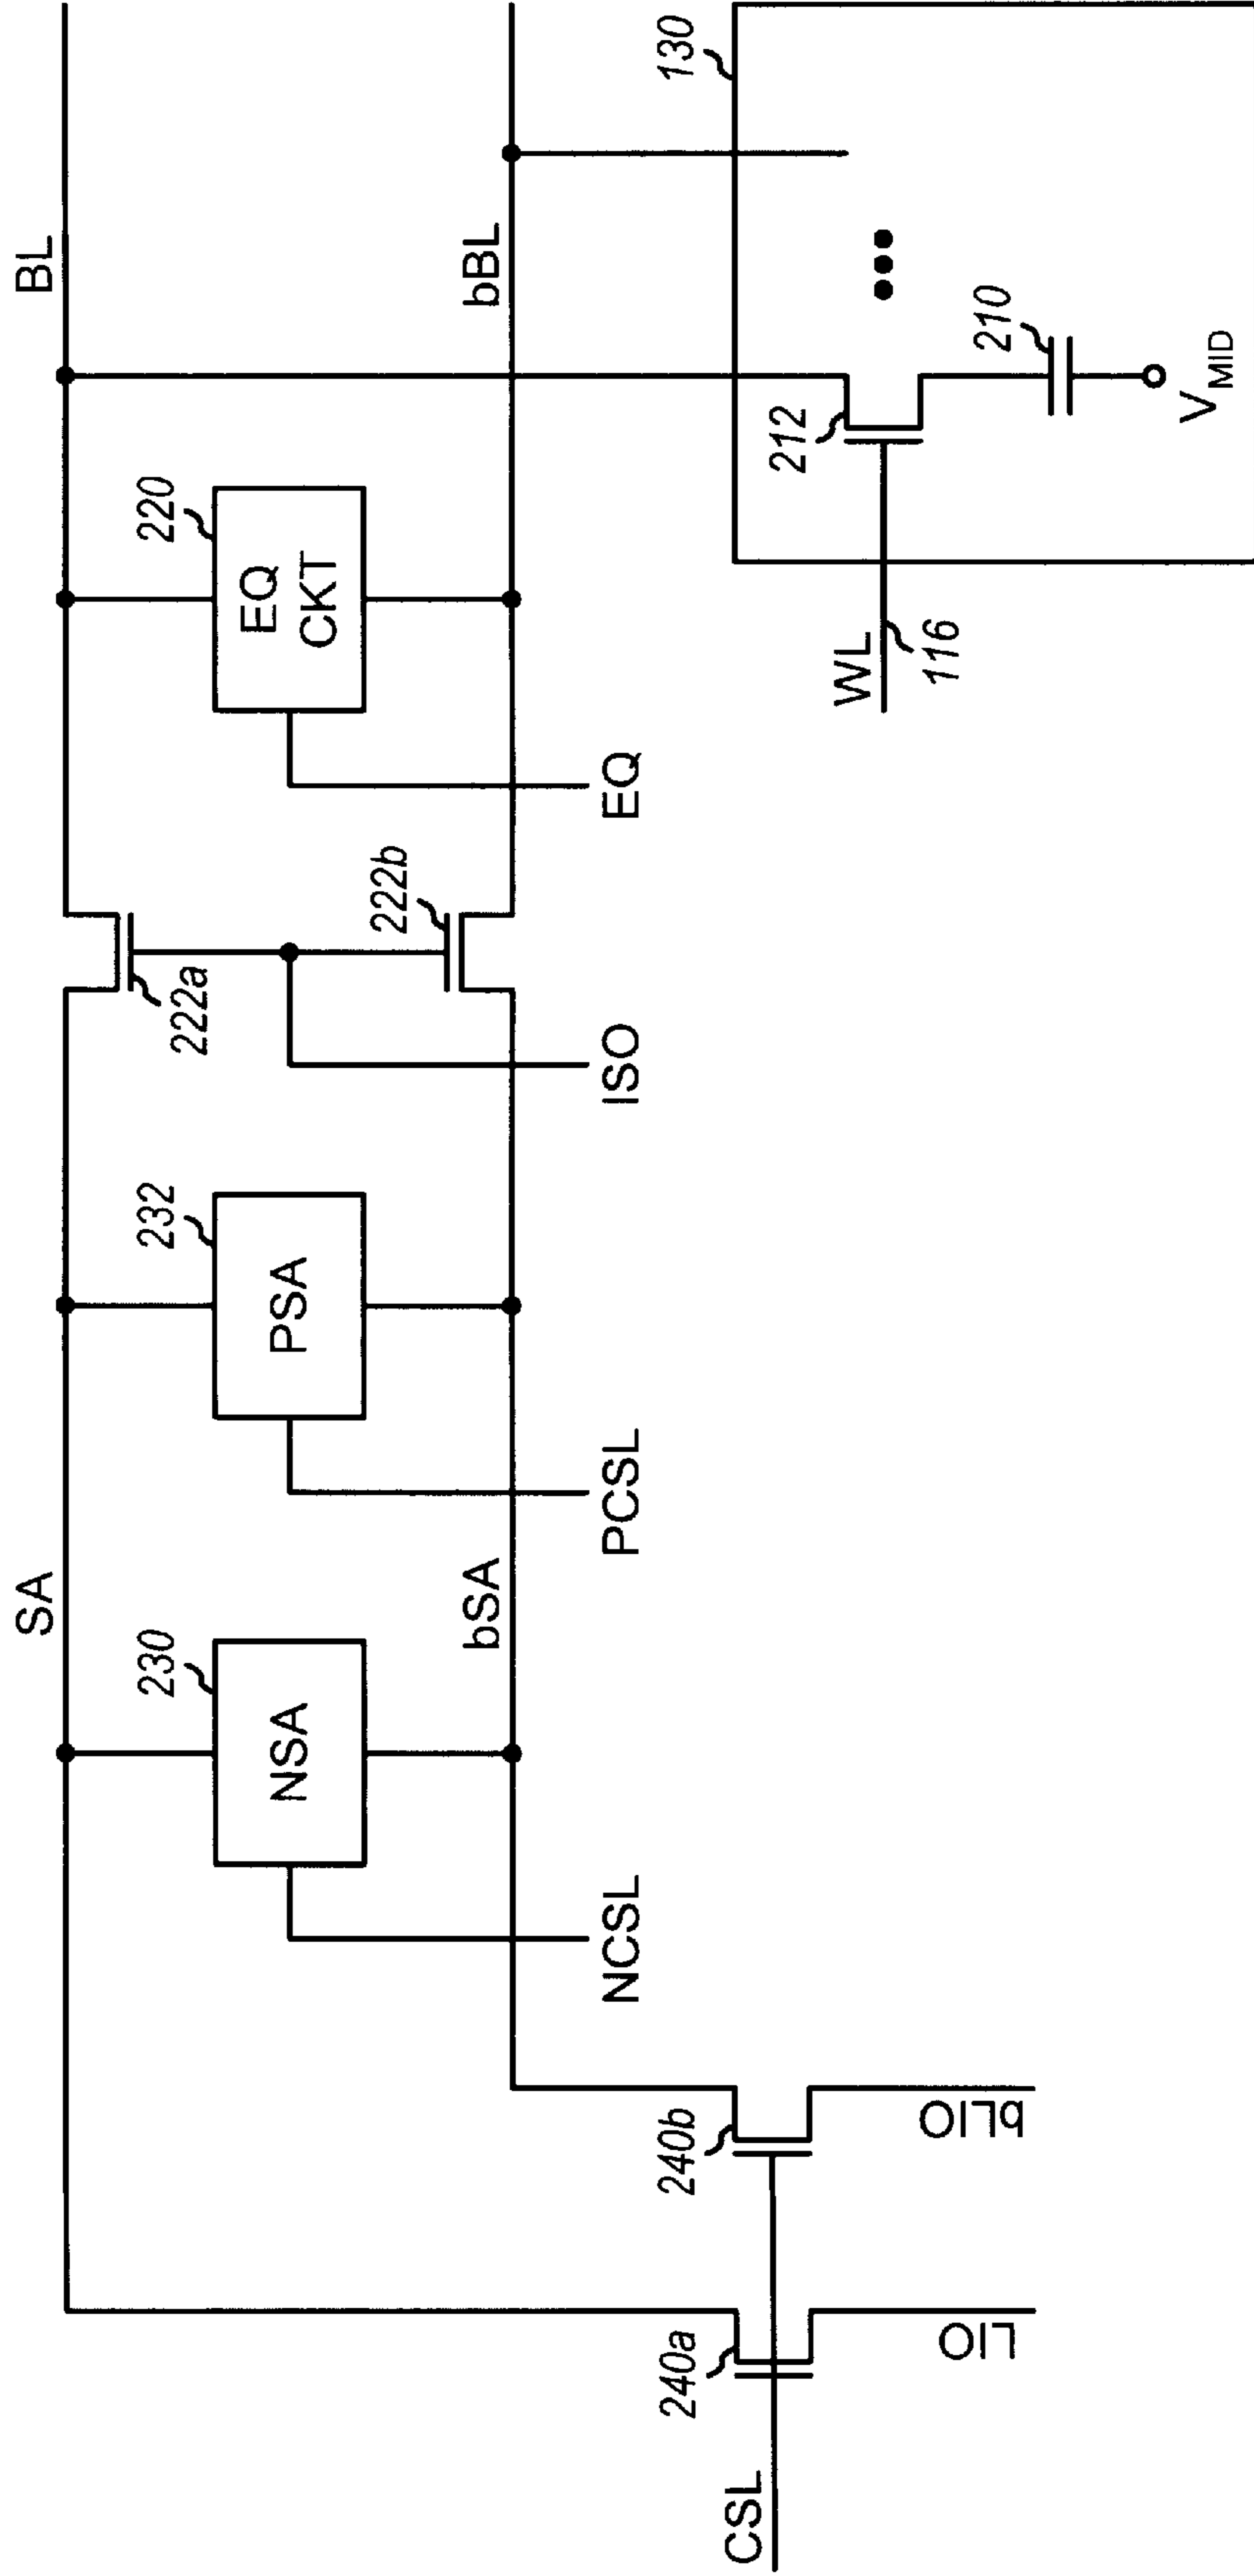 SA
BL
230
NSA
232
PSA
222a
220
EQ
CKT
bSA
222b
bBL
NCSL
PCSL
ISO
EQ
130
240a
240b
CSL
LIO
bLIO
WL
116
212
210
VMID